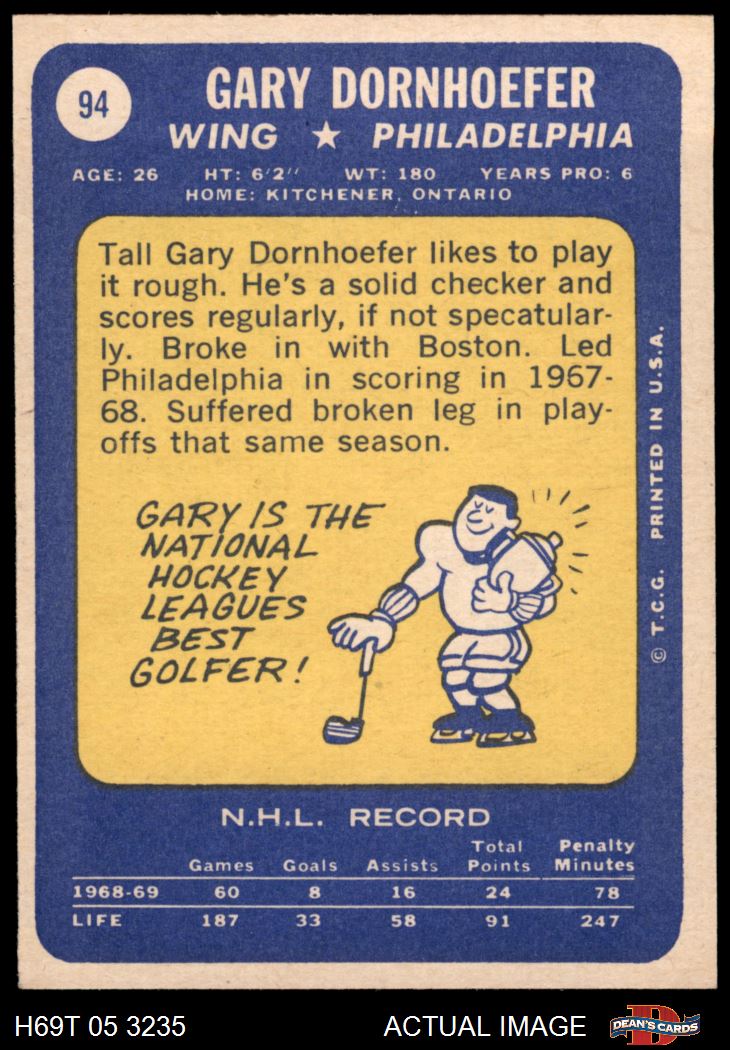 94
GARY DORNHOEFER
WING ★ PHILADELPHIA
AGE: 26 HT: 6'2" WT: 180 YEARS PRO: 6
HOME: KITCHENER, ONTARIO
Tall Gary Dornhoefer likes to play
it rough. He's a solid checker and
scores regularly, if not specatular-
ly. Broke in with Boston. Led
Philadelphia in scoring in 1967-
68. Suffered broken leg in play-
offs that same season.
GARY IS THE
NATIONAL
HOCKEY
LEAGUES
BEST
GOLFER!
© T.C.G. PRINTED IN U.S.A.
N.H.L. RECORD
Games Goals Assists Total Points Penalty Minutes
1968-69 60 8 16 24 78
LIFE 187 33 58 91 247
H69T 05 3235 ACTUAL IMAGE
DEAN'S CARDS